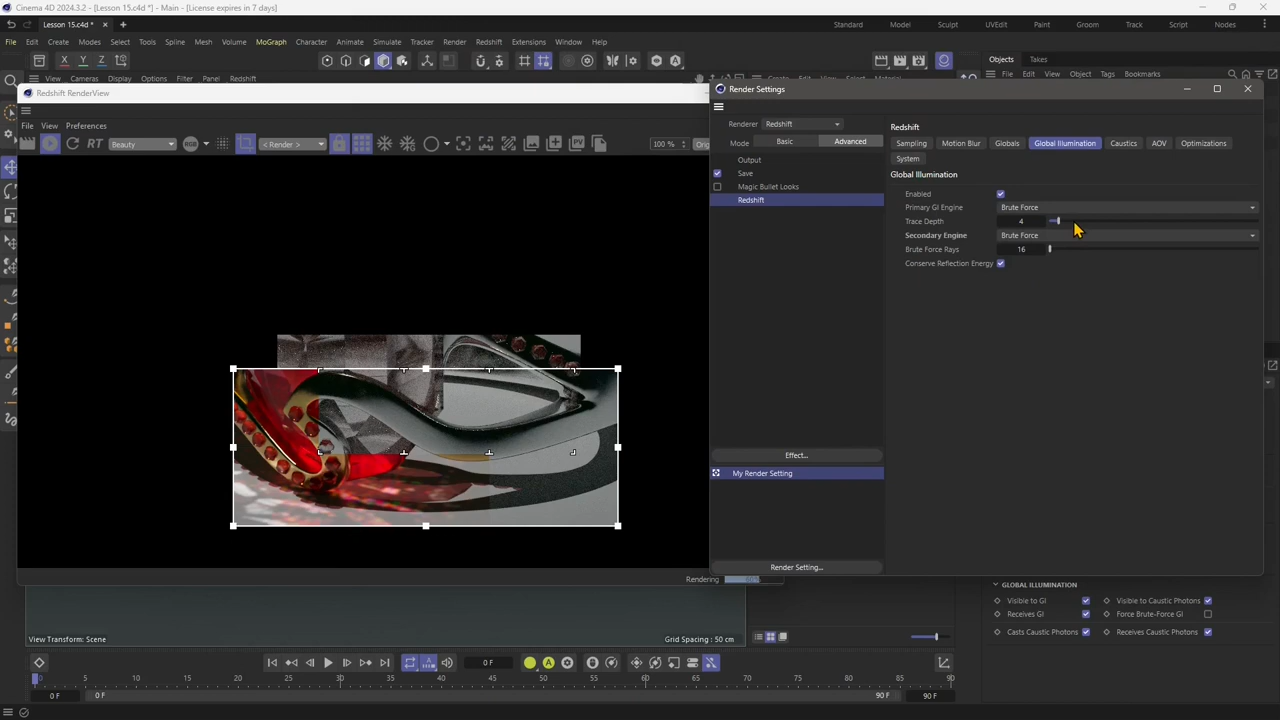 Cinema 4D 2024.3.2 - [Lesson 15.c4d *] - Main - [License expires in 7 days]
Lesson 15.c4d * Standard Model Sculpt UVEdit Paint Groom Track Script Nodes
File Edit Create Modes Select Tools Spline Mesh Volume MoGraph Character Animate Simulate Tracker Render Redshift Extensions Window Help
X Y Z Objects Takes
View Cameras Display Options Filter Panel Redshift File Edit View Object Tags Bookmarks
Redshift RenderView
File View Preferences
RT Beauty RGB < Render > 100 %
Render Settings
Renderer Redshift
Mode Basic Advanced
Output
Save
Magic Bullet Looks
Redshift
Effect...
My Render Setting
Render Setting...
Redshift
Sampling Motion Blur Globals Global Illumination Caustics AOV Optimizations
System
Global Illumination
Enabled
Primary GI Engine Brute Force
Trace Depth 4
Secondary Engine Brute Force
Brute Force Rays 16
Conserve Reflection Energy
Rendering
View Transform: Scene Grid Spacing : 50 cm
GLOBAL ILLUMINATION
Visible to GI Visible to Caustic Photons
Receives GI Force Brute-Force GI
Casts Caustic Photons Receives Caustic Photons
0 F
0 5 10 15 20 25 30 35 40 45 50 55 60 65 70 75 80 85 90
0 F 0 F 90 F 90 F